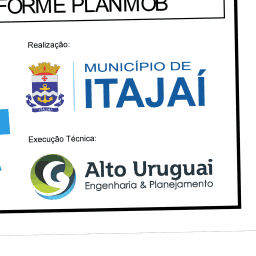 FORME PLANMOB
Realização:
MUNICÍPIO DE
ITAJAÍ
Execução Técnica:
Alto Uruguai
Engenharia & Planejamento